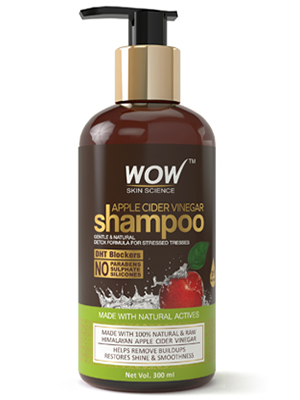 WOW™
SKIN SCIENCE
APPLE CIDER VINEGAR
shampoo
GENTLE & NATURAL
DETOX FORMULA FOR STRESSED TRESSES
DHT Blockers
NO PARABENS
SULPHATE
SILICONES
MADE WITH NATURAL ACTIVES
MADE WITH 100% NATURAL & RAW
HIMALAYAN APPLE CIDER VINEGAR
HELPS REMOVE BUILDUPS
RESTORES SHINE & SMOOTHNESS
Net Vol. 300 ml